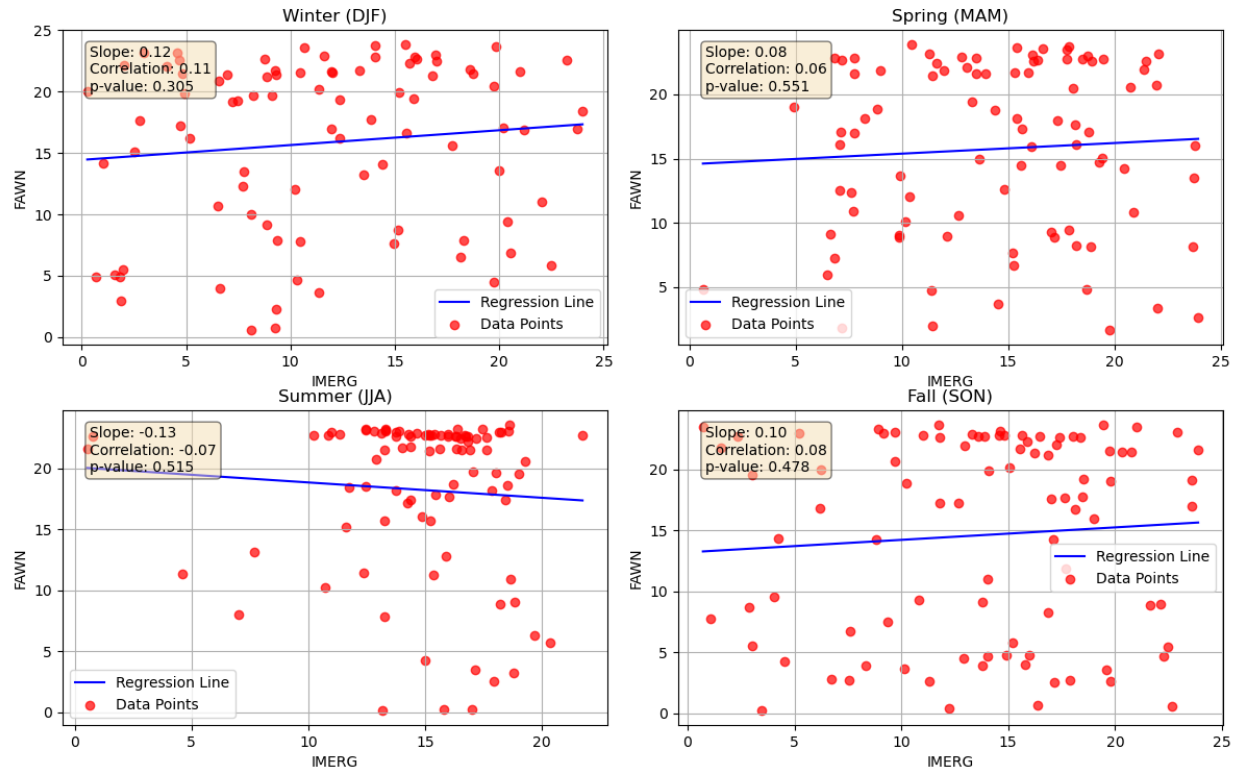 Winter (DJF)
Slope: 0.12
Correlation: 0.11
p-value: 0.305
25
20
15
10
5
0
FAWN
Regression Line
Data Points
0
5
10
15
20
25
IMERG
Spring (MAM)
Slope: 0.08
Correlation: 0.06
p-value: 0.551
20
15
10
5
FAWN
Regression Line
Data Points
5
10
15
20
25
IMERG
Summer (JJA)
Slope: -0.13
Correlation: -0.07
p-value: 0.515
20
15
10
5
0
FAWN
Regression Line
Data Points
0
5
10
15
20
IMERG
Fall (SON)
Slope: 0.10
Correlation: 0.08
p-value: 0.478
20
15
10
5
0
FAWN
Regression Line
Data Points
0
5
10
15
20
25
IMERG